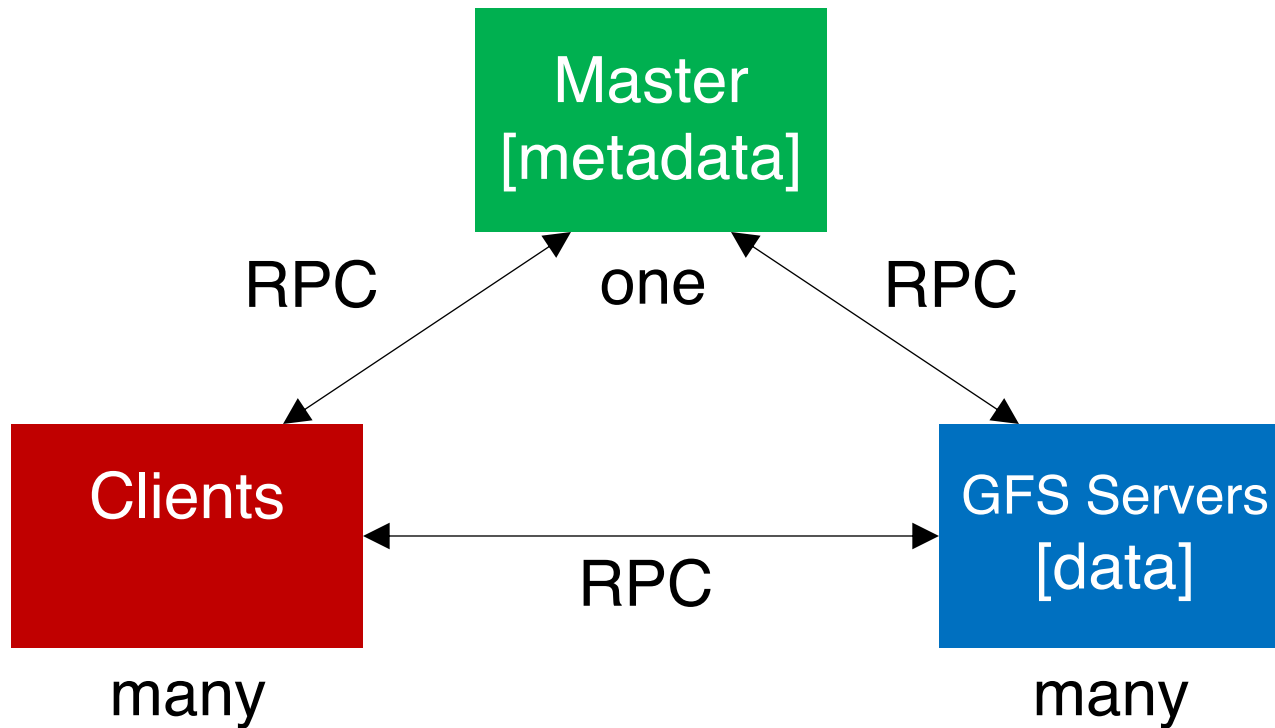 Master
[metadata]
RPC
one
RPC
Clients
GFS Servers
[data]
RPC
many
many